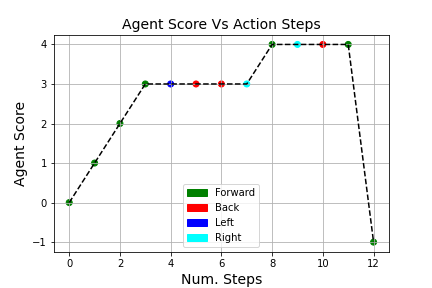 Agent Score Vs Action Steps
Agent Score
4
3
2
1
0
−1
Forward
Back
Left
Right
0 2 4 6 8 10 12
Num. Steps